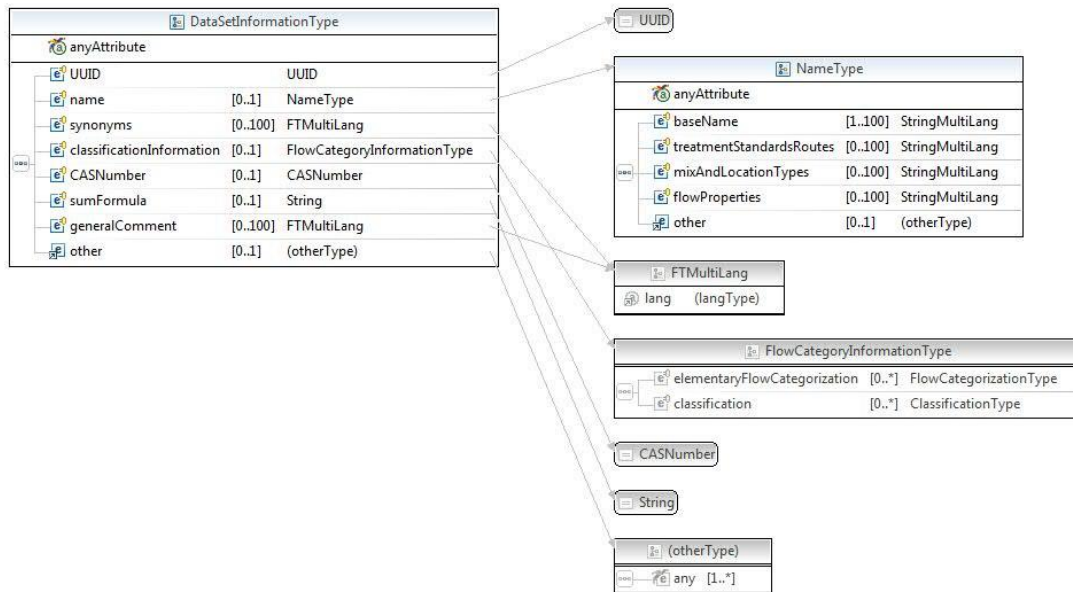 DataSetInformationType
anyAttribute
UUID UUID
name [0..1] NameType
synonyms [0..100] FTMultiLang
classificationInformation [0..1] FlowCategoryInformationType
CASNumber [0..1] CASNumber
sumFormula [0..1] String
generalComment [0..100] FTMultiLang
other [0..1] (otherType)
UUID
NameType
anyAttribute
baseName [1..100] StringMultiLang
treatmentStandardsRoutes [0..100] StringMultiLang
mixAndLocationTypes [0..100] StringMultiLang
flowProperties [0..100] StringMultiLang
other [0..1] (otherType)
FTMultiLang
lang (langType)
FlowCategoryInformationType
elementaryFlowCategorization [0..*] FlowCategorizationType
classification [0..*] ClassificationType
CASNumber
String
(otherType)
any [1..*]